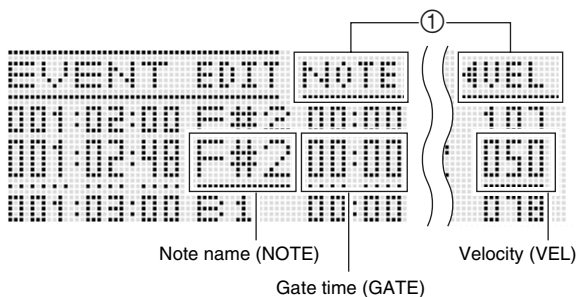 ①
EVENT EDIT NOTE ◀VEL
001:02:00 F#2 00:00 107
001:02:48 F#2 00:00 050
001:03:00 B1 00:00 078
Note name (NOTE) Velocity (VEL)
Gate time (GATE)